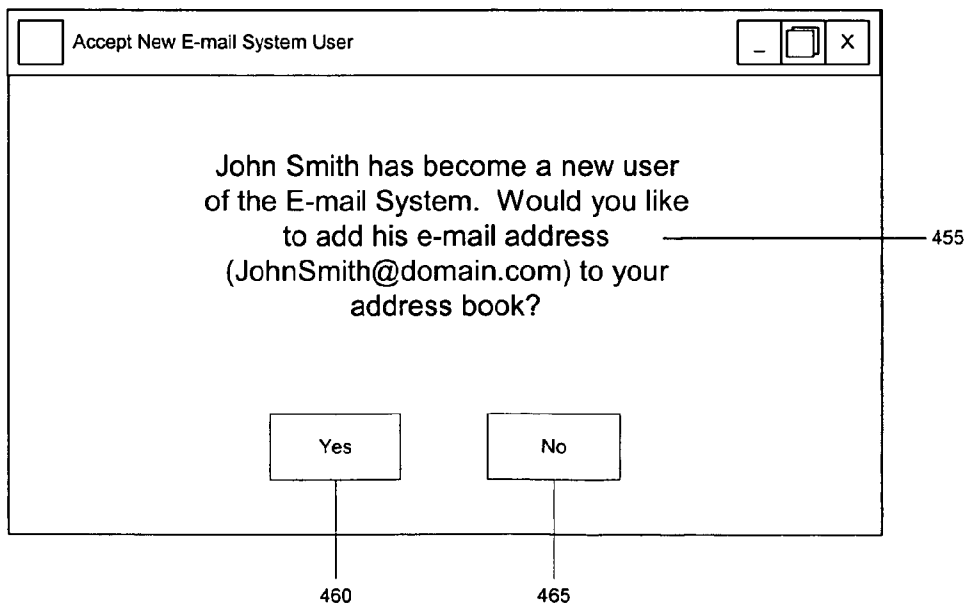 Accept New E-mail System User
_ X
John Smith has become a new user
of the E-mail System. Would you like
to add his e-mail address
455
(JohnSmith@domain.com) to your
address book?
Yes No
460 465